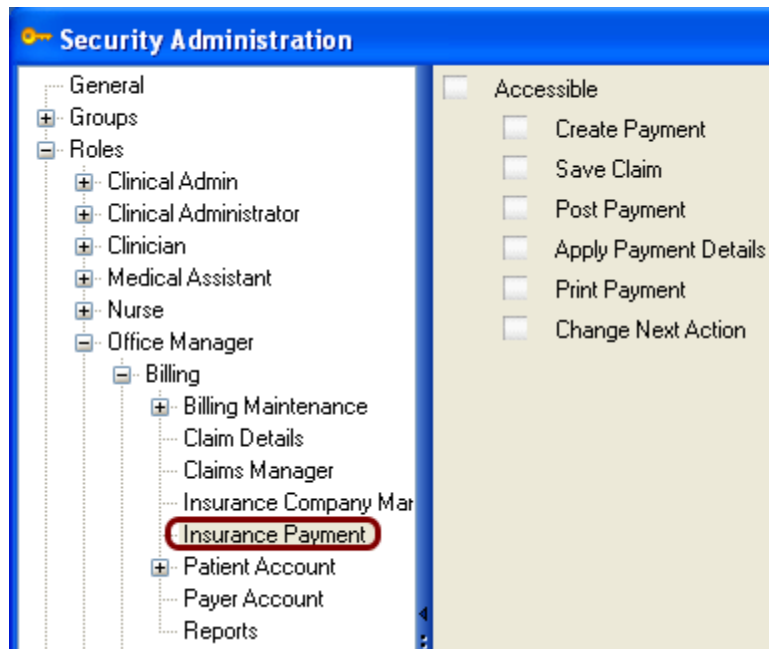 Security Administration
General
Groups
Roles
Clinical Admin
Clinical Administrator
Clinician
Medical Assistant
Nurse
Office Manager
Billing
Billing Maintenance
Claim Details
Claims Manager
Insurance Company Mar
Insurance Payment
Patient Account
Payer Account
Reports
Accessible
Create Payment
Save Claim
Post Payment
Apply Payment Details
Print Payment
Change Next Action